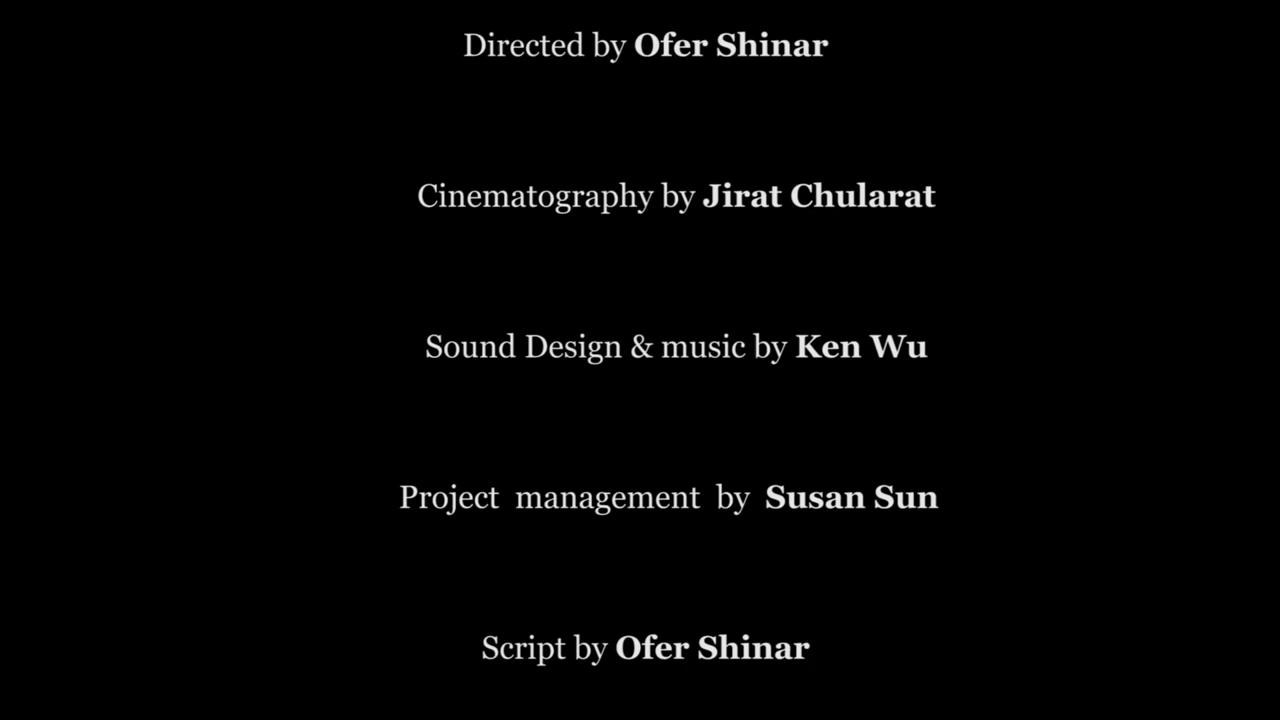 Directed by Ofer Shinar
Cinematography by Jirat Chularat
Sound Design & music by Ken Wu
Project management by Susan Sun
Script by Ofer Shinar